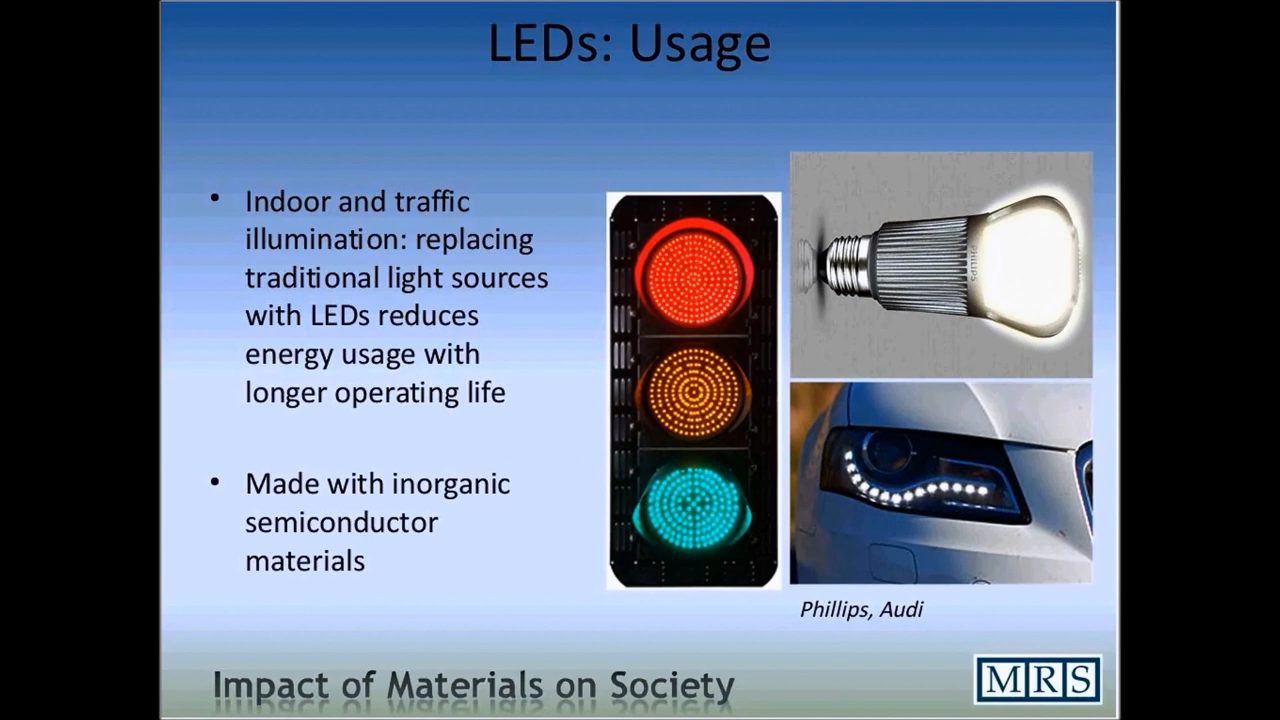 LEDs: Usage
• Indoor and traffic
illumination: replacing
traditional light sources
with LEDs reduces
energy usage with
longer operating life
• Made with inorganic
semiconductor
materials
PHILIPS
Phillips, Audi
Impact of Materials on Society
MRS